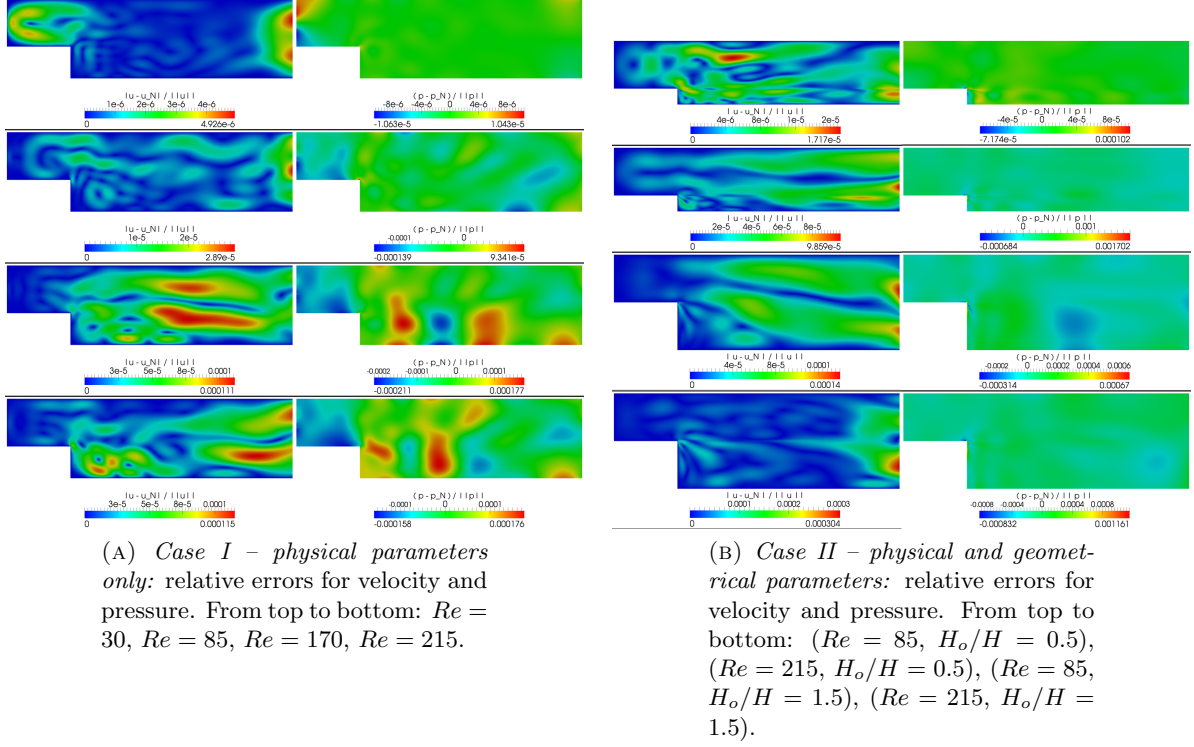 |u-u_N|/||u||
1e-6 2e-6 3e-6 4e-6
0 4.926e-6
(p-p_N)/||p||
-8e-6 -4e-6 0 4e-6 8e-6
-1.063e-5 1.043e-5
|u-u_N|/||u||
1e-5 2e-5
0 2.89e-5
(p-p_N)/||p||
-0.0001 0
-0.000139 9.341e-5
|u-u_N|/||u||
3e-5 5e-5 8e-5 0.0001
0 0.000111
(p-p_N)/||p||
-0.0002 -0.0001 0 0.0001
-0.000211 0.000177
|u-u_N|/||u||
3e-5 5e-5 8e-5 0.0001
0 0.000115
(p-p_N)/||p||
-0.0001 0 0.0001
-0.000158 0.000176
(A) Case I – physical parameters
only: relative errors for velocity and
pressure. From top to bottom: Re =
30, Re = 85, Re = 170, Re = 215.
|u-u_N|/||u||
4e-6 8e-6 1e-5 2e-5
0 1.717e-5
(p-p_N)/||p||
-4e-5 0 4e-5 8e-5
-7.174e-5 0.000102
|u-u_N|/||u||
2e-5 4e-5 6e-5 8e-5
0 9.859e-5
(p-p_N)/||p||
0 0.001
-0.000684 0.001702
|u-u_N|/||u||
4e-5 8e-5 0.0001
0 0.00014
(p-p_N)/||p||
-0.0002 0 0.0002 0.0004 0.0006
-0.000314 0.00067
|u-u_N|/||u||
0.0001 0.0002 0.0003
0 0.000304
(p-p_N)/||p||
-0.0008 -0.0004 0 0.0004 0.0008
-0.000832 0.001161
(B) Case II – physical and geomet-
rical parameters: relative errors for
velocity and pressure. From top to
bottom: (Re = 85, H_o/H = 0.5),
(Re = 215, H_o/H = 0.5), (Re = 85,
H_o/H = 1.5), (Re = 215, H_o/H =
1.5).